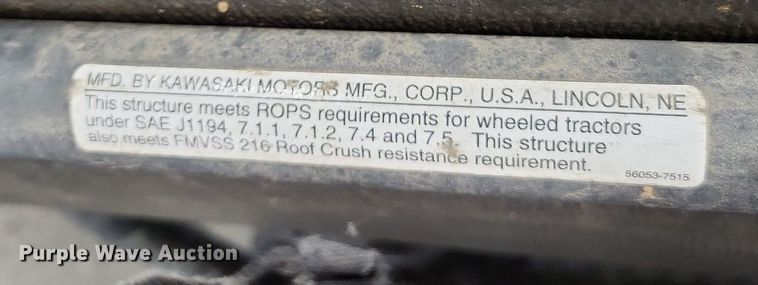 MFD. BY KAWASAKI MOTORS MFG., CORP., U.S.A., LINCOLN, NE
This structure meets ROPS requirements for wheeled tractors
under SAE J1194, 7.1.1, 7.1.2, 7.4 and 7.5. This structure
also meets FMVSS 216 Roof Crush resistance requirement.
56053-7515
Purple Wave Auction